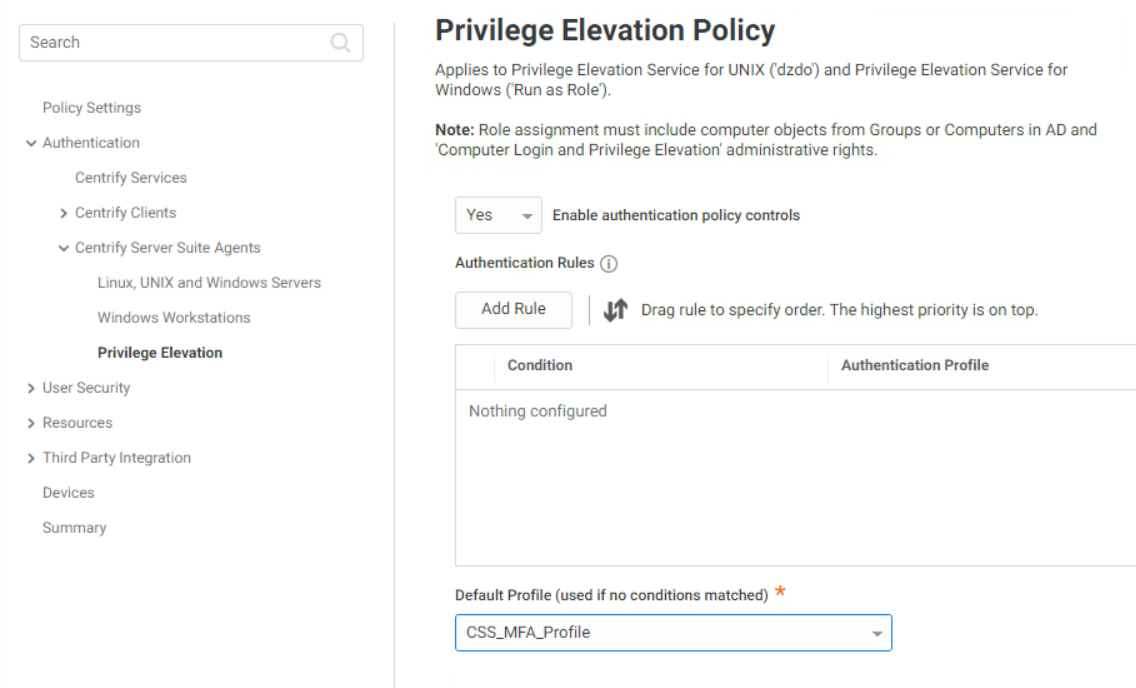 Search
Policy Settings
Authentication
Centrify Services
Centrify Clients
Centrify Server Suite Agents
Linux, UNIX and Windows Servers
Windows Workstations
Privilege Elevation
User Security
Resources
Third Party Integration
Devices
Summary
Privilege Elevation Policy
Applies to Privilege Elevation Service for UNIX ('dzdo') and Privilege Elevation Service for
Windows ('Run as Role').
Note: Role assignment must include computer objects from Groups or Computers in AD and
'Computer Login and Privilege Elevation' administrative rights.
Yes Enable authentication policy controls
Authentication Rules
Add Rule Drag rule to specify order. The highest priority is on top.
Condition Authentication Profile
Nothing configured
Default Profile (used if no conditions matched) *
CSS_MFA_Profile